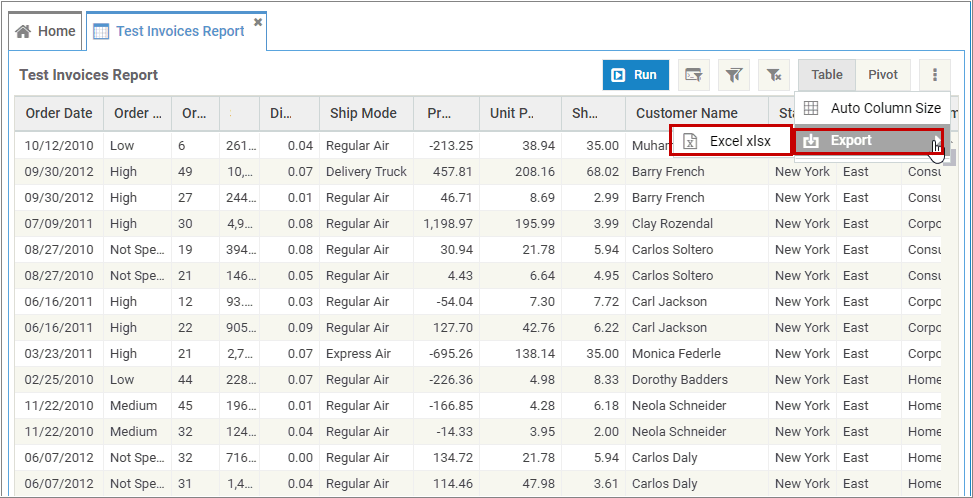 Home Test Invoices Report
Test Invoices Report Run Table Pivot
Auto Column Size
Order Date Order ... Or... Di... Ship Mode Pr... Unit P.. Sh... Customer Name
Export
Excel xlsx
10/12/2010 Low 6 261... 0.04 Regular Air -213.25 38.94 35.00
09/30/2012 High 49 10,... 0.07 Delivery Truck 457.81 208.16 68.02 Barry French New York East Consu
09/30/2012 High 27 244... 0.01 Regular Air 46.71 8.69 2.99 Barry French New York East Consu
07/09/2011 High 30 4,9... 0.08 Regular Air 1,198.97 195.99 3.99 Clay Rozendal New York East Corpo
08/27/2010 Not Spe... 19 394... 0.08 Regular Air 30.94 21.78 5.94 Carlos Soltero New York East Consu
08/27/2010 Not Spe... 21 146... 0.05 Regular Air 4.43 6.64 4.95 Carlos Soltero New York East Consu
06/16/2011 High 12 93.... 0.03 Regular Air -54.04 7.30 7.72 Carl Jackson New York East Corpo
06/16/2011 High 22 905... 0.09 Regular Air 127.70 42.76 6.22 Carl Jackson New York East Corpo
03/23/2011 High 21 2,7... 0.07 Express Air -695.26 138.14 35.00 Monica Federle New York East Corpo
02/25/2010 Low 44 228... 0.07 Regular Air -226.36 4.98 8.33 Dorothy Badders New York East Home
11/22/2010 Medium 45 196... 0.01 Regular Air -166.85 4.28 6.18 Neola Schneider New York East Home
11/22/2010 Medium 32 124... 0.04 Regular Air -14.33 3.95 2.00 Neola Schneider New York East Home
06/07/2012 Not Spe... 32 716... 0.00 Regular Air 134.72 21.78 5.94 Carlos Daly New York East Home
06/07/2012 Not Spe... 31 1,4... 0.04 Regular Air 114.46 47.98 3.61 Carlos Daly New York East Home